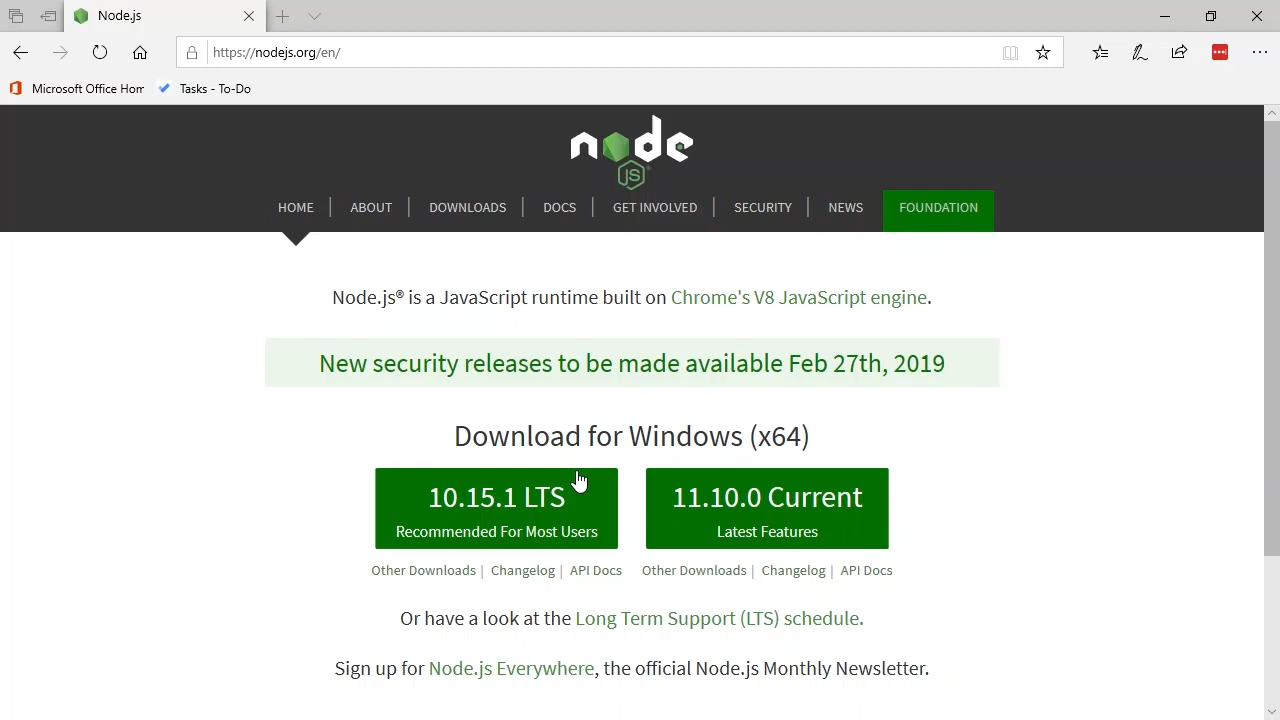 Node.js
https://nodejs.org/en/
Microsoft Office Hom
Tasks - To-Do
node
JS
HOME
ABOUT
DOWNLOADS
DOCS
GET INVOLVED
SECURITY
NEWS
FOUNDATION
Node.js® is a JavaScript runtime built on Chrome's V8 JavaScript engine.
New security releases to be made available Feb 27th, 2019
Download for Windows (x64)
10.15.1 LTS
Recommended For Most Users
11.10.0 Current
Latest Features
Other Downloads | Changelog | API Docs
Other Downloads | Changelog | API Docs
Or have a look at the Long Term Support (LTS) schedule.
Sign up for Node.js Everywhere, the official Node.js Monthly Newsletter.